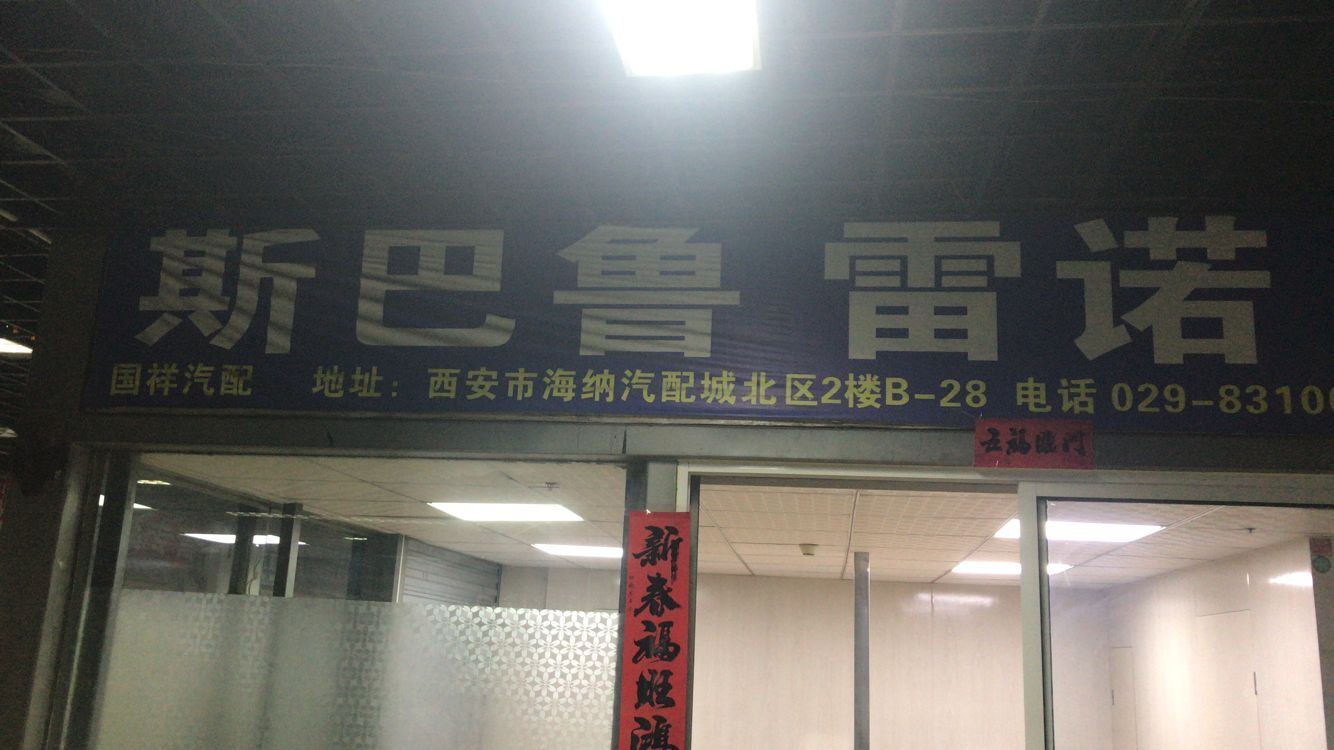 斯巴鲁 雷诺
国祥汽配 地址：西安市海纳汽配城北区2楼B-28 电话 029-8310
五福临门
新春福旺鸿